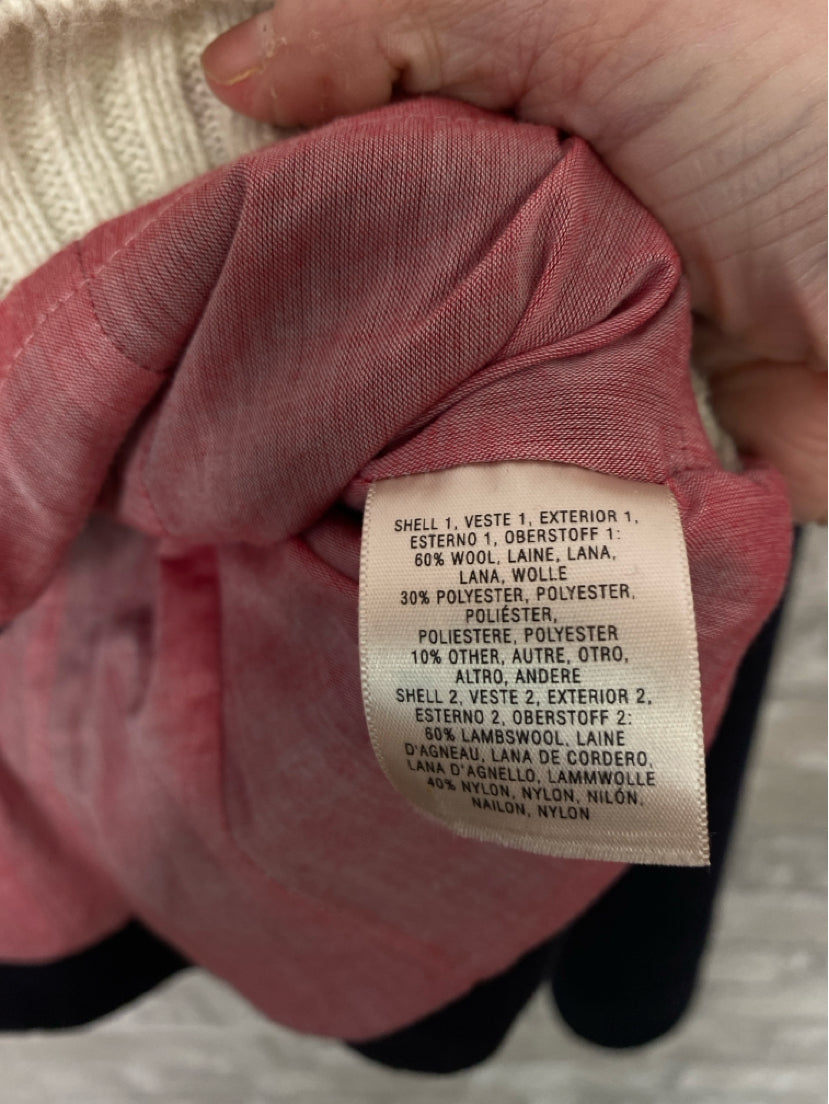 SHELL 1, VESTE 1, EXTERIOR 1,
ESTERNO 1, OBERSTOFF 1:
60% WOOL, LAINE, LANA,
LANA, WOLLE
30% POLYESTER, POLYESTER,
POLIÉSTER,
POLIESTERE, POLYESTER
10% OTHER, AUTRE, OTRO,
ALTRO, ANDERE
SHELL 2, VESTE 2, EXTERIOR 2,
ESTERNO 2, OBERSTOFF 2:
60% LAMBSWOOL, LAINE
D'AGNEAU, LANA DE CORDERO,
LANA D'AGNELLO, LAMMWOLLE
40% NYLON, NYLON, NILÓN,
NAILON, NYLON